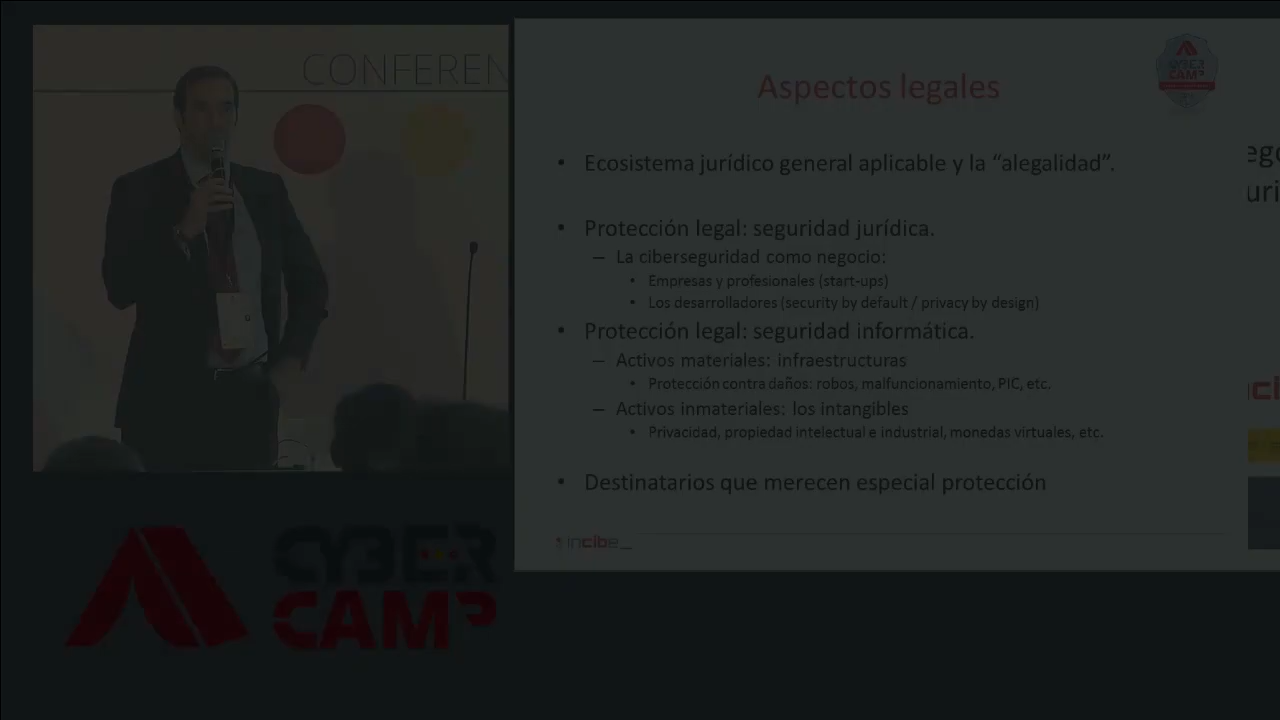 CONFEREN
Aspectos legales
CYBER
CAMP
• Ecosistema jurídico general aplicable y la “alegalidad”.
• Protección legal: seguridad jurídica.
– La ciberseguridad como negocio:
• Empresas y profesionales (start-ups)
• Los desarrolladores (security by default / privacy by design)
• Protección legal: seguridad informática.
– Activos materiales: infraestructuras
• Protección contra daños: robos, malfuncionamiento, PIC, etc.
– Activos inmateriales: los intangibles
• Privacidad, propiedad intelectual e industrial, monedas virtuales, etc.
• Destinatarios que merecen especial protección
incibe_
CYBER
CAMP